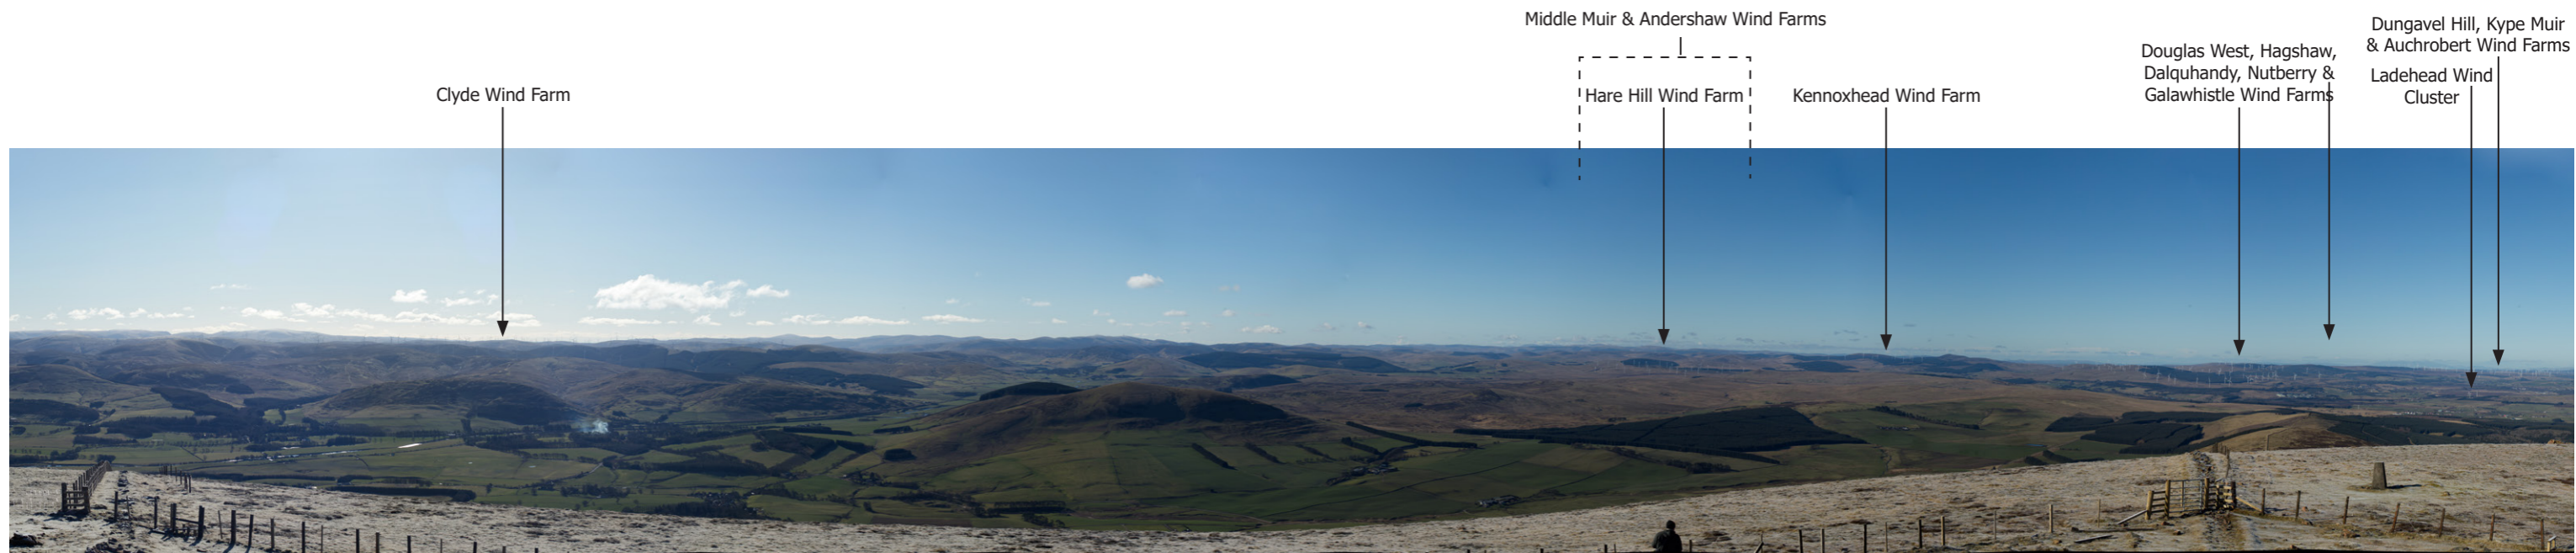 Middle Muir & Andershaw Wind Farms
Clyde Wind Farm
Hare Hill Wind Farm
Kennoxhead Wind Farm
Douglas West, Hagshaw,
Dalquhandy, Nutberry &
Galawhistle Wind Farms
Dungavel Hill, Kype Muir
& Auchrobert Wind Farms
Ladehead Wind
Cluster